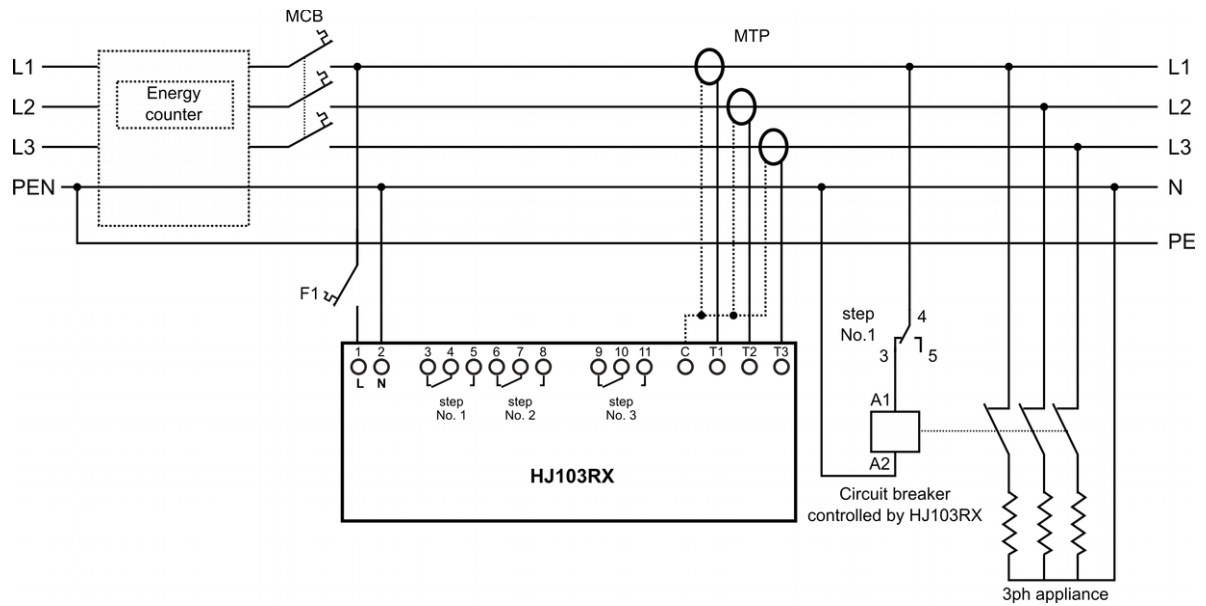 MCB
MTP
L1
L1
Energy
counter
L2
L2
L3
L3
PEN
N
PE
F1
step
No.1
4
3
5
1 2 3 4 5 6 7 8 9 10 11 C T1 T2 T3
L N
step
No. 1
step
No. 2
step
No. 3
A1
A2
HJ103RX
Circuit breaker
controlled by HJ103RX
3ph appliance